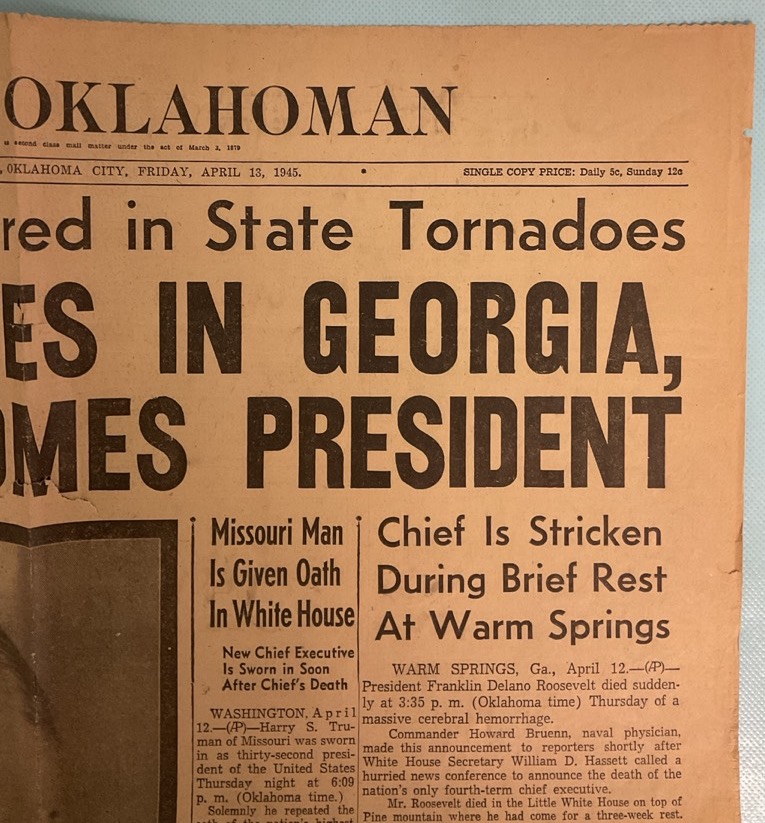 OKLAHOMAN
second class mail matter under the act of March 3, 1879
, OKLAHOMA CITY, FRIDAY, APRIL 13, 1945.
SINGLE COPY PRICE: Daily 5c, Sunday 12c
red in State Tornadoes
ES IN GEORGIA,
OMES PRESIDENT
Missouri Man
Is Given Oath
In White House
New Chief Executive
Is Sworn in Soon
After Chief's Death
WASHINGTON, April
12.—(AP)—Harry S. Tru-
man of Missouri was sworn
in as thirty-second presi-
dent of the United States
Thursday night at 6:09
p. m. (Oklahoma time.)
Solemnly he repeated the
Chief Is Stricken
During Brief Rest
At Warm Springs
WARM SPRINGS, Ga., April 12.—(AP)—
President Franklin Delano Roosevelt died sudden-
ly at 3:35 p. m. (Oklahoma time) Thursday of a
massive cerebral hemorrhage.
Commander Howard Bruenn, naval physician,
made this announcement to reporters shortly after
White House Secretary William D. Hassett called a
hurried news conference to announce the death of the
nation's only fourth-term chief executive.
Mr. Roosevelt died in the Little White House on top of
Pine mountain where he had come for a three-week rest.